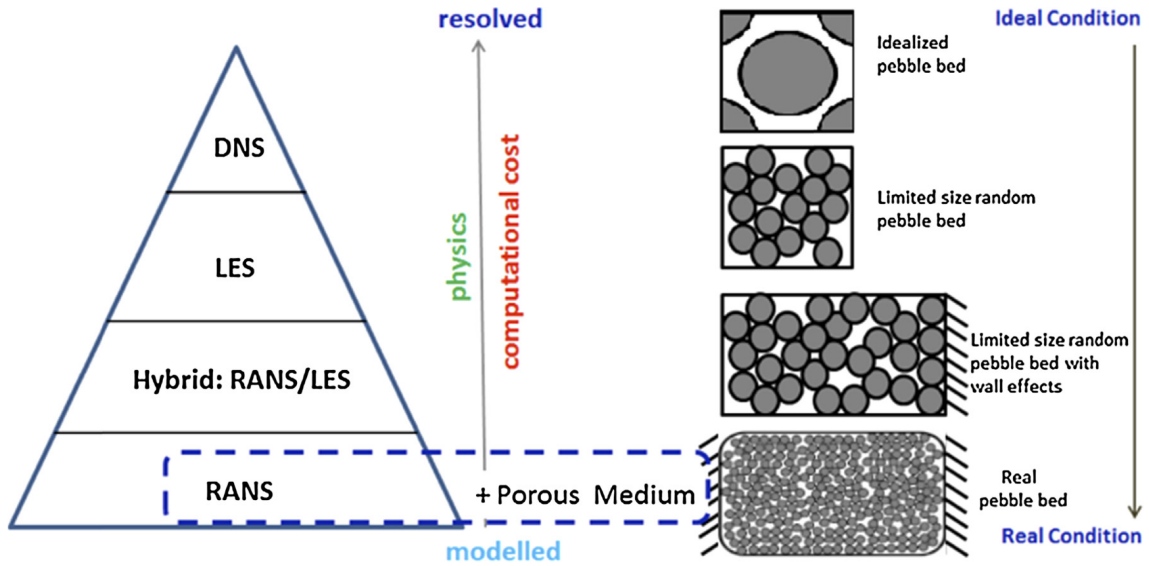 resolved
Ideal Condition
Idealized
pebble bed
DNS
LES
Hybrid: RANS/LES
RANS
physics
computational cost
+ Porous Medium
modelled
Limited size random
pebble bed
Limited size random
pebble bed with
wall effects
Real
pebble bed
Real Condition